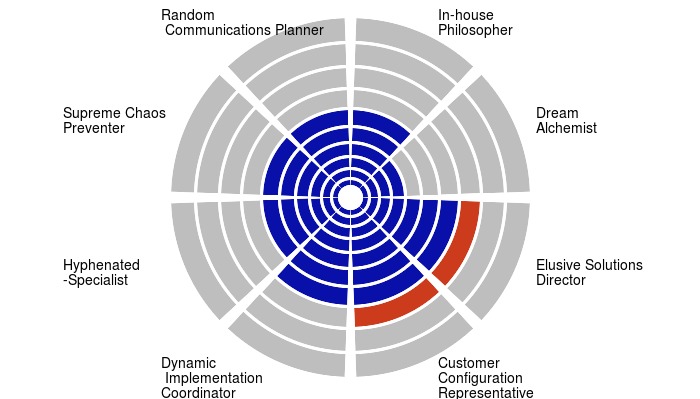 Random
Communications Planner
In-house
Philosopher
Supreme Chaos
Preventer
Dream
Alchemist
Hyphenated
-Specialist
Elusive Solutions
Director
Dynamic
Implementation
Coordinator
Customer
Configuration
Representative